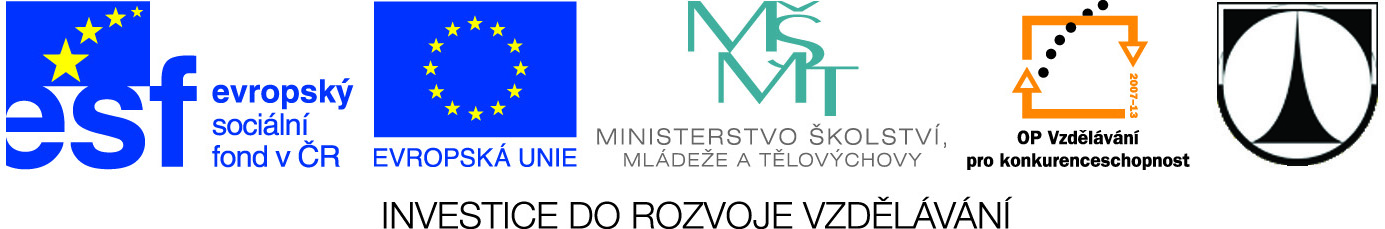 esf
evropský
sociální
fond v ČR
EVROPSKÁ UNIE
MŠMT
MINISTERSTVO ŠKOLSTVÍ,
MLÁDEŽE A TĚLOVÝCHOVY
2007–13
OP Vzdělávání
pro konkurenceschopnost
INVESTICE DO ROZVOJE VZDĚLÁVÁNÍ